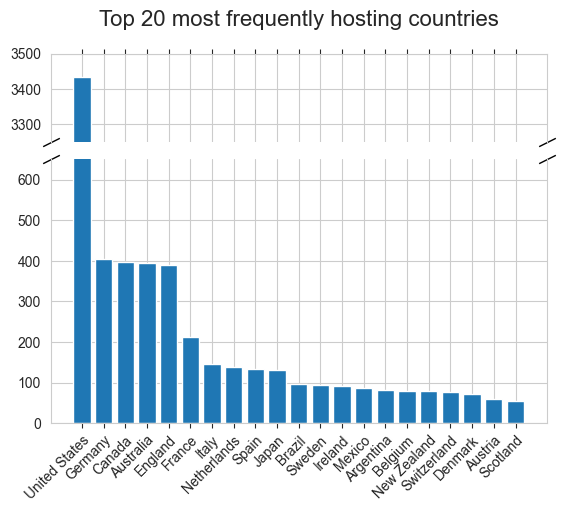 Top 20 most frequently hosting countries
3500
3400
3300
600
500
400
300
200
100
0
United States
Germany
Canada
Australia
England
France
Italy
Netherlands
Spain
Japan
Brazil
Sweden
Ireland
Mexico
Argentina
Belgium
New Zealand
Switzerland
Denmark
Austria
Scotland